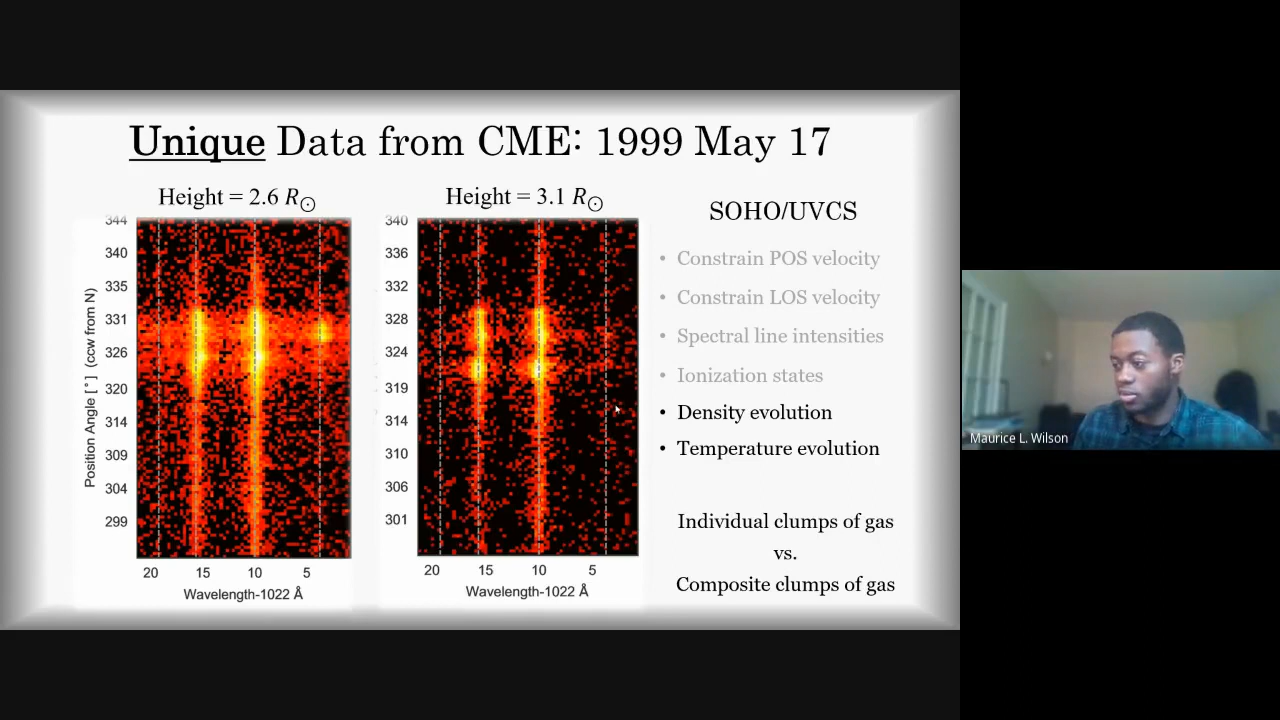 Unique Data from CME: 1999 May 17
Height = 2.6 R☉
Height = 3.1 R☉
SOHO/UVCS
• Constrain POS velocity
• Constrain LOS velocity
• Spectral line intensities
• Ionization states
• Density evolution
• Temperature evolution
Individual clumps of gas
vs.
Composite clumps of gas
Position Angle [°] (ccw from N)
344
340
335
331
326
320
314
309
304
299
20 15 10 5
Wavelength-1022 Å
340
336
332
328
324
319
314
310
306
301
20 15 10 5
Wavelength-1022 Å
Maurice L. Wilson